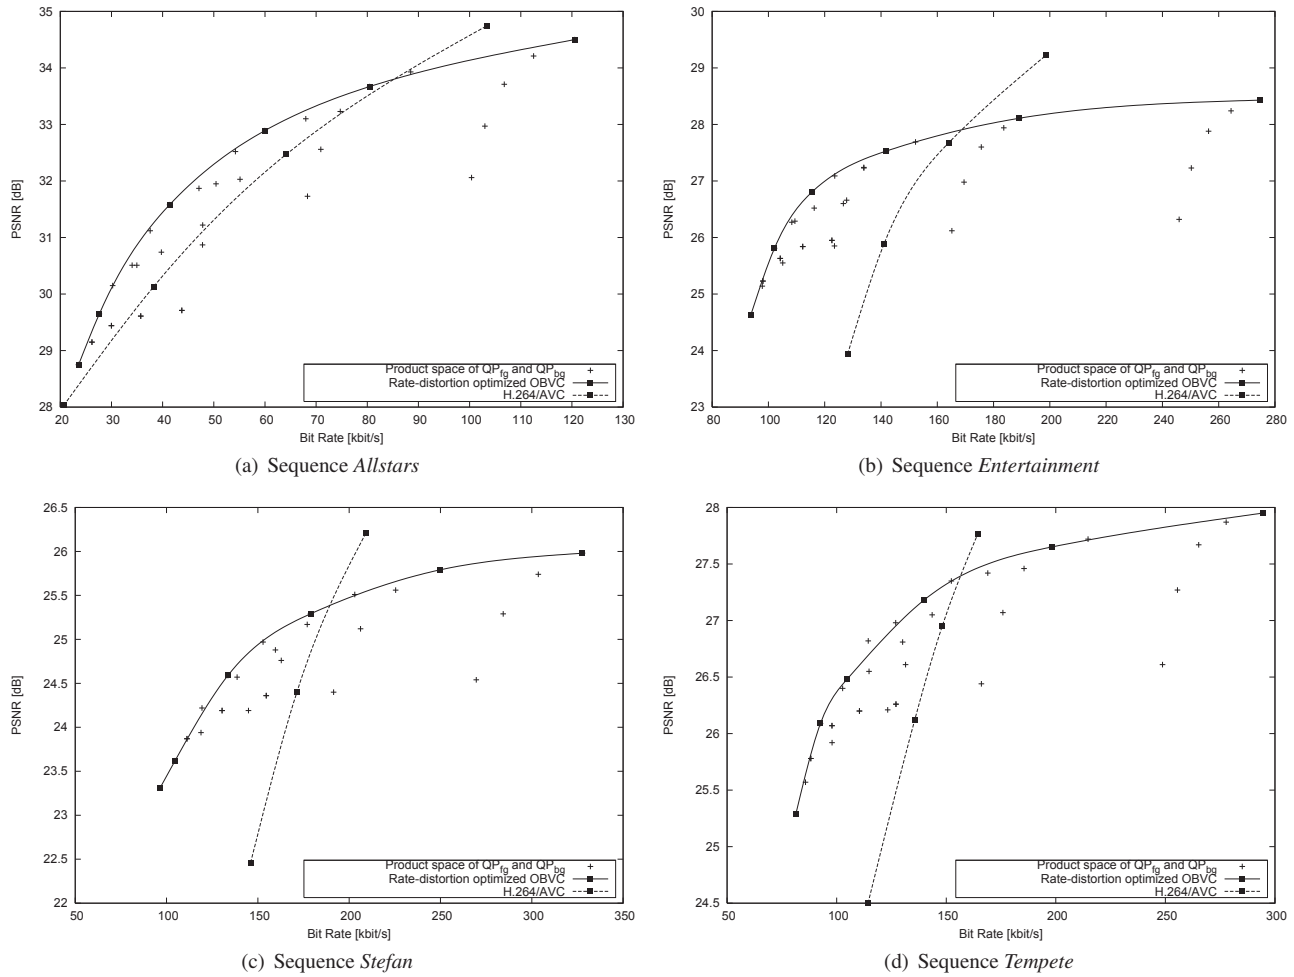 35
34
33
32
31
30
29
28
PSNR [dB]
20 30 40 50 60 70 80 90 100 110 120 130
Bit Rate [kbit/s]
Product space of QPfg and QPbg
Rate-distortion optimized OBVC
H.264/AVC
(a) Sequence Allstars
30
29
28
27
26
25
24
23
PSNR [dB]
80 100 120 140 160 180 200 220 240 260 280
Bit Rate [kbit/s]
Product space of QPfg and QPbg
Rate-distortion optimized OBVC
H.264/AVC
(b) Sequence Entertainment
26.5
26
25.5
25
24.5
24
23.5
23
22.5
22
PSNR [dB]
50 100 150 200 250 300 350
Bit Rate [kbit/s]
Product space of QPfg and QPbg
Rate-distortion optimized OBVC
H.264/AVC
(c) Sequence Stefan
28
27.5
27
26.5
26
25.5
25
24.5
PSNR [dB]
50 100 150 200 250 300
Bit Rate [kbit/s]
Product space of QPfg and QPbg
Rate-distortion optimized OBVC
H.264/AVC
(d) Sequence Tempete